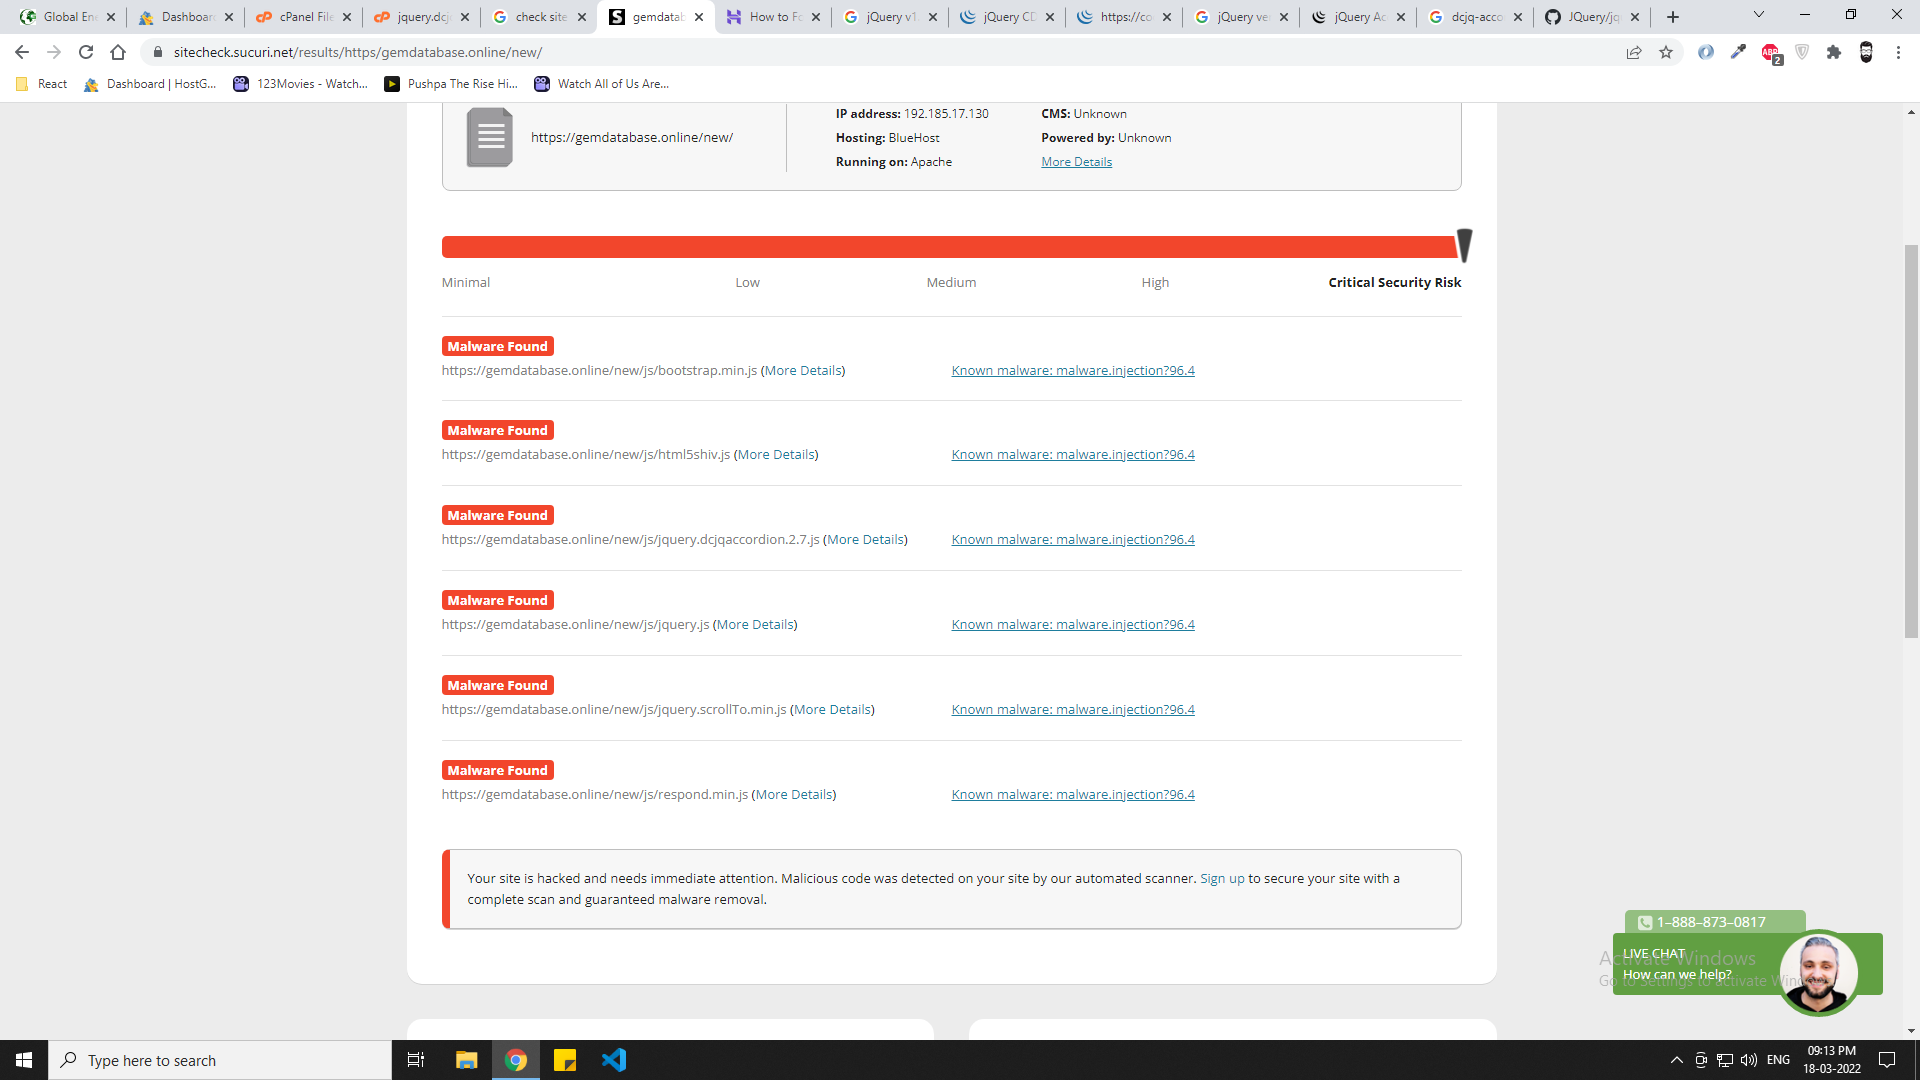 Global En
Dashboar
cPanel File
jquery.dcj
check site
gemdatab
How to Fo
jQuery v1.
jQuery CD
https://co
jQuery ver
jQuery Ac
dcjq-acco
JQuery/jq
sitecheck.sucuri.net/results/https/gemdatabase.online/new/
ABP
2
React
Dashboard | HostG...
123Movies - Watch...
Pushpa The Rise Hi...
Watch All of Us Are...
https://gemdatabase.online/new/
IP address: 192.185.17.130
Hosting: BlueHost
Running on: Apache
CMS: Unknown
Powered by: Unknown
More Details
Minimal
Low
Medium
High
Critical Security Risk
Malware Found
https://gemdatabase.online/new/js/bootstrap.min.js (More Details)
Known malware: malware.injection?96.4
Malware Found
https://gemdatabase.online/new/js/html5shiv.js (More Details)
Known malware: malware.injection?96.4
Malware Found
https://gemdatabase.online/new/js/jquery.dcjqaccordion.2.7.js (More Details)
Known malware: malware.injection?96.4
Malware Found
https://gemdatabase.online/new/js/jquery.js (More Details)
Known malware: malware.injection?96.4
Malware Found
https://gemdatabase.online/new/js/jquery.scrollTo.min.js (More Details)
Known malware: malware.injection?96.4
Malware Found
https://gemdatabase.online/new/js/respond.min.js (More Details)
Known malware: malware.injection?96.4
Your site is hacked and needs immediate attention. Malicious code was detected on your site by our automated scanner. Sign up to secure your site with a
complete scan and guaranteed malware removal.
1–888–873–0817
LIVE CHAT
How can we help?
Activate Windows
Go to Settings to activate Win
Type here to search
ENG
09:13 PM
18-03-2022